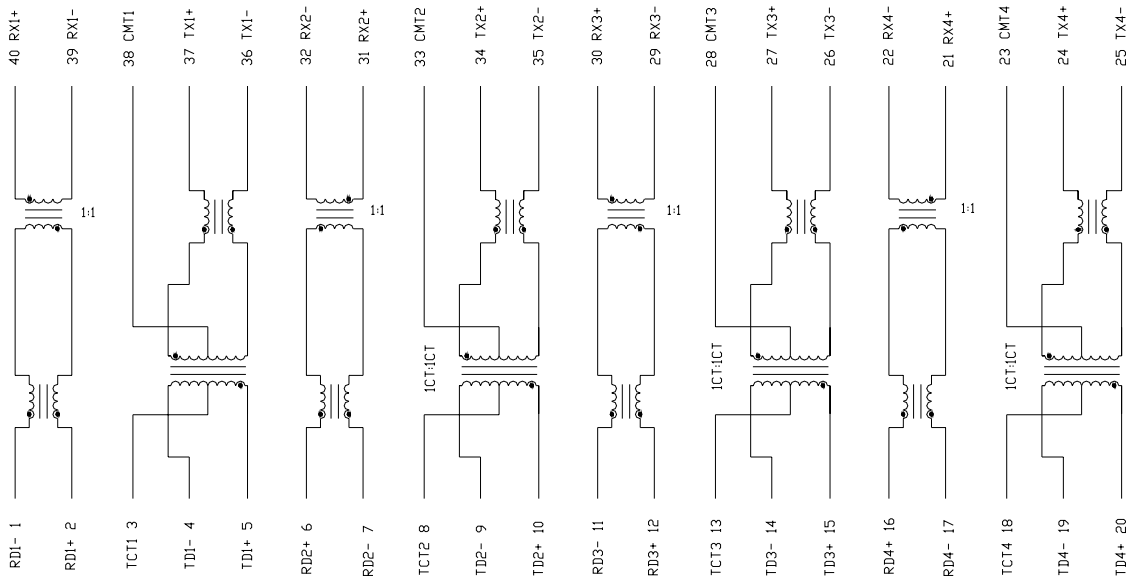 40 RX1+
39 RX1-
38 CMT1
37 TX1+
36 TX1-
32 RX2-
31 RX2+
33 CMT2
34 TX2+
35 TX2-
30 RX3+
29 RX3-
28 CMT3
27 TX3+
26 TX3-
22 RX4-
21 RX4+
23 CMT4
24 TX4+
25 TX4-
1:1
1:1
1:1
1:1
1CT:1CT
1CT:1CT
1CT:1CT
RD1- 1
RD1+ 2
TCT1 3
TD1- 4
TD1+ 5
RD2+ 6
RD2- 7
TCT2 8
TD2- 9
TD2+ 10
RD3- 11
RD3+ 12
TCT3 13
TD3- 14
TD3+ 15
RD4+ 16
RD4- 17
TCT4 18
TD4- 19
TD4+ 20